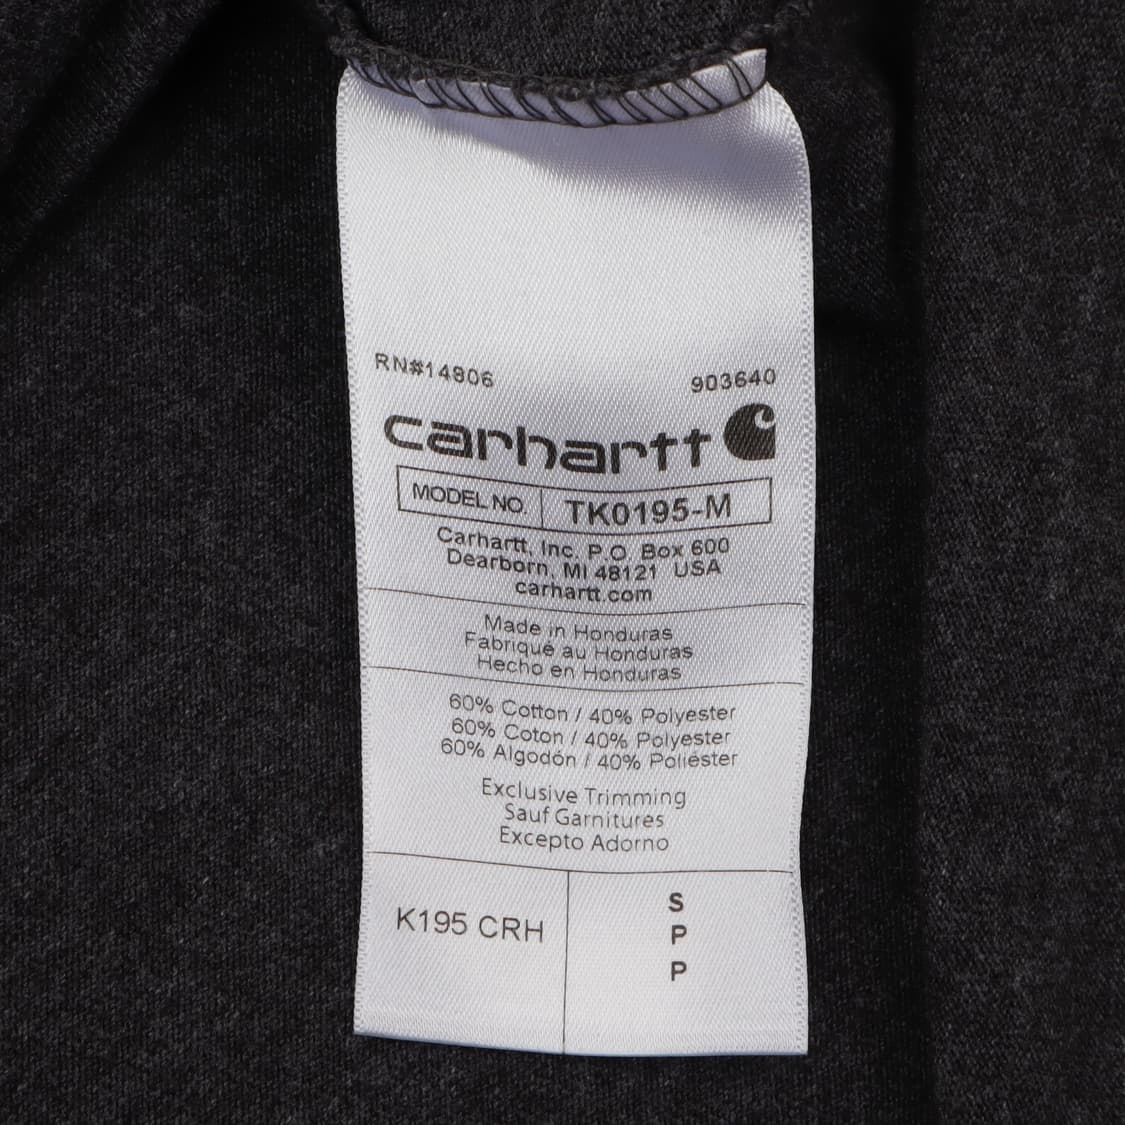 RN#14806 903640
carhartt
MODEL NO. TK0195-M
Carhartt, Inc. P.O. Box 600
Dearborn, MI 48121 USA
carhartt.com
Made in Honduras
Fabriqué au Honduras
Hecho en Honduras
60% Cotton / 40% Polyester
60% Coton / 40% Polyester
60% Algodón / 40% Poliéster
Exclusive Trimming
Sauf Garnitures
Excepto Adorno
K195 CRH
S
P
P